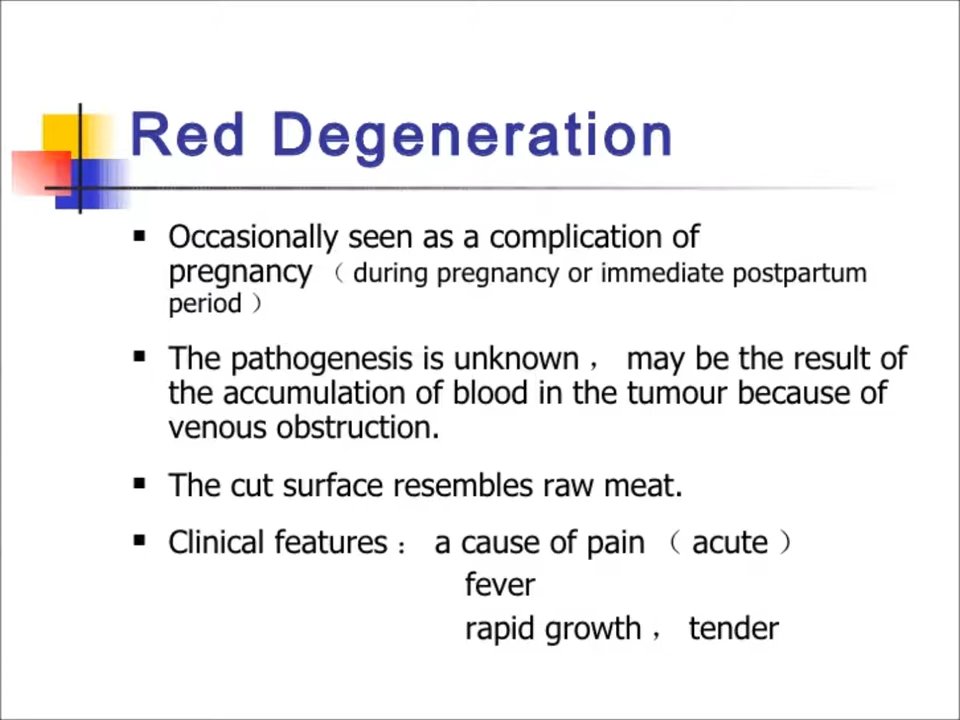 Red Degeneration
▪ Occasionally seen as a complication of
pregnancy （ during pregnancy or immediate postpartum
period ）
▪ The pathogenesis is unknown ， may be the result of
the accumulation of blood in the tumour because of
venous obstruction.
▪ The cut surface resembles raw meat.
▪ Clinical features ： a cause of pain （ acute ）
fever
rapid growth ， tender